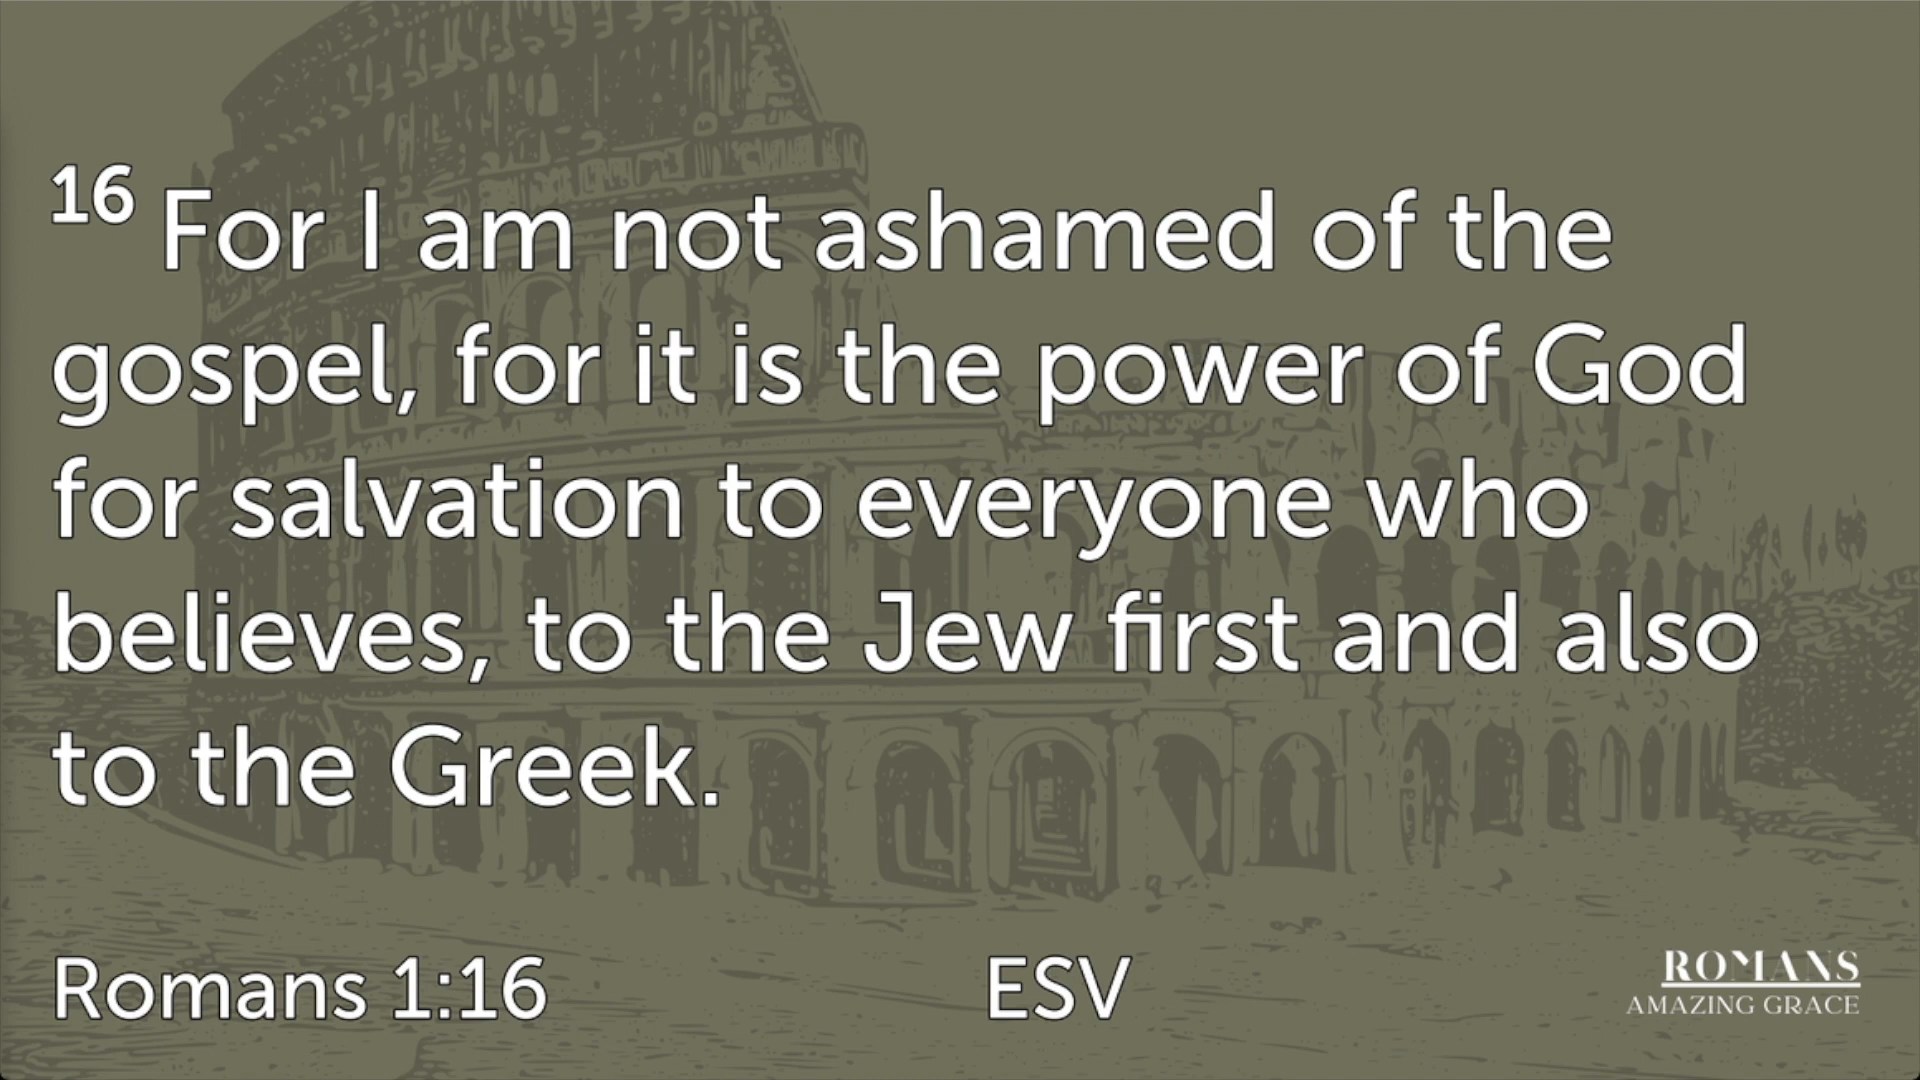 16 For I am not ashamed of the
gospel, for it is the power of God
for salvation to everyone who
believes, to the Jew first and also
to the Greek.
Romans 1:16 ESV
ROMANS
AMAZING GRACE